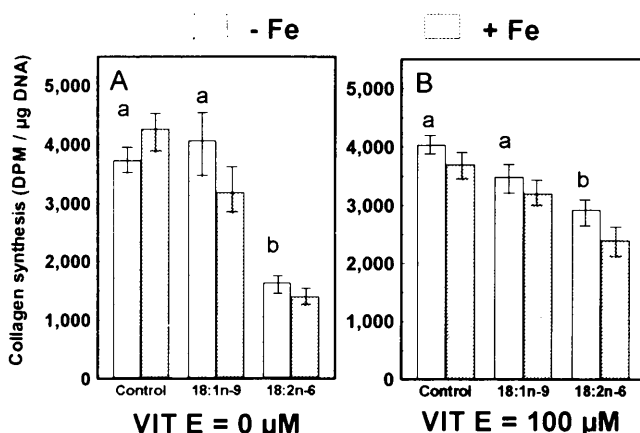 - Fe + Fe
Collagen synthesis (DPM / µg DNA)
A
5,000
4,000
3,000
2,000
1,000
0
a a b
Control 18:1n-9 18:2n-6
VIT E = 0 µM
B
5,000
4,000
3,000
2,000
1,000
0
a a b
Control 18:1n-9 18:2n-6
VIT E = 100 µM